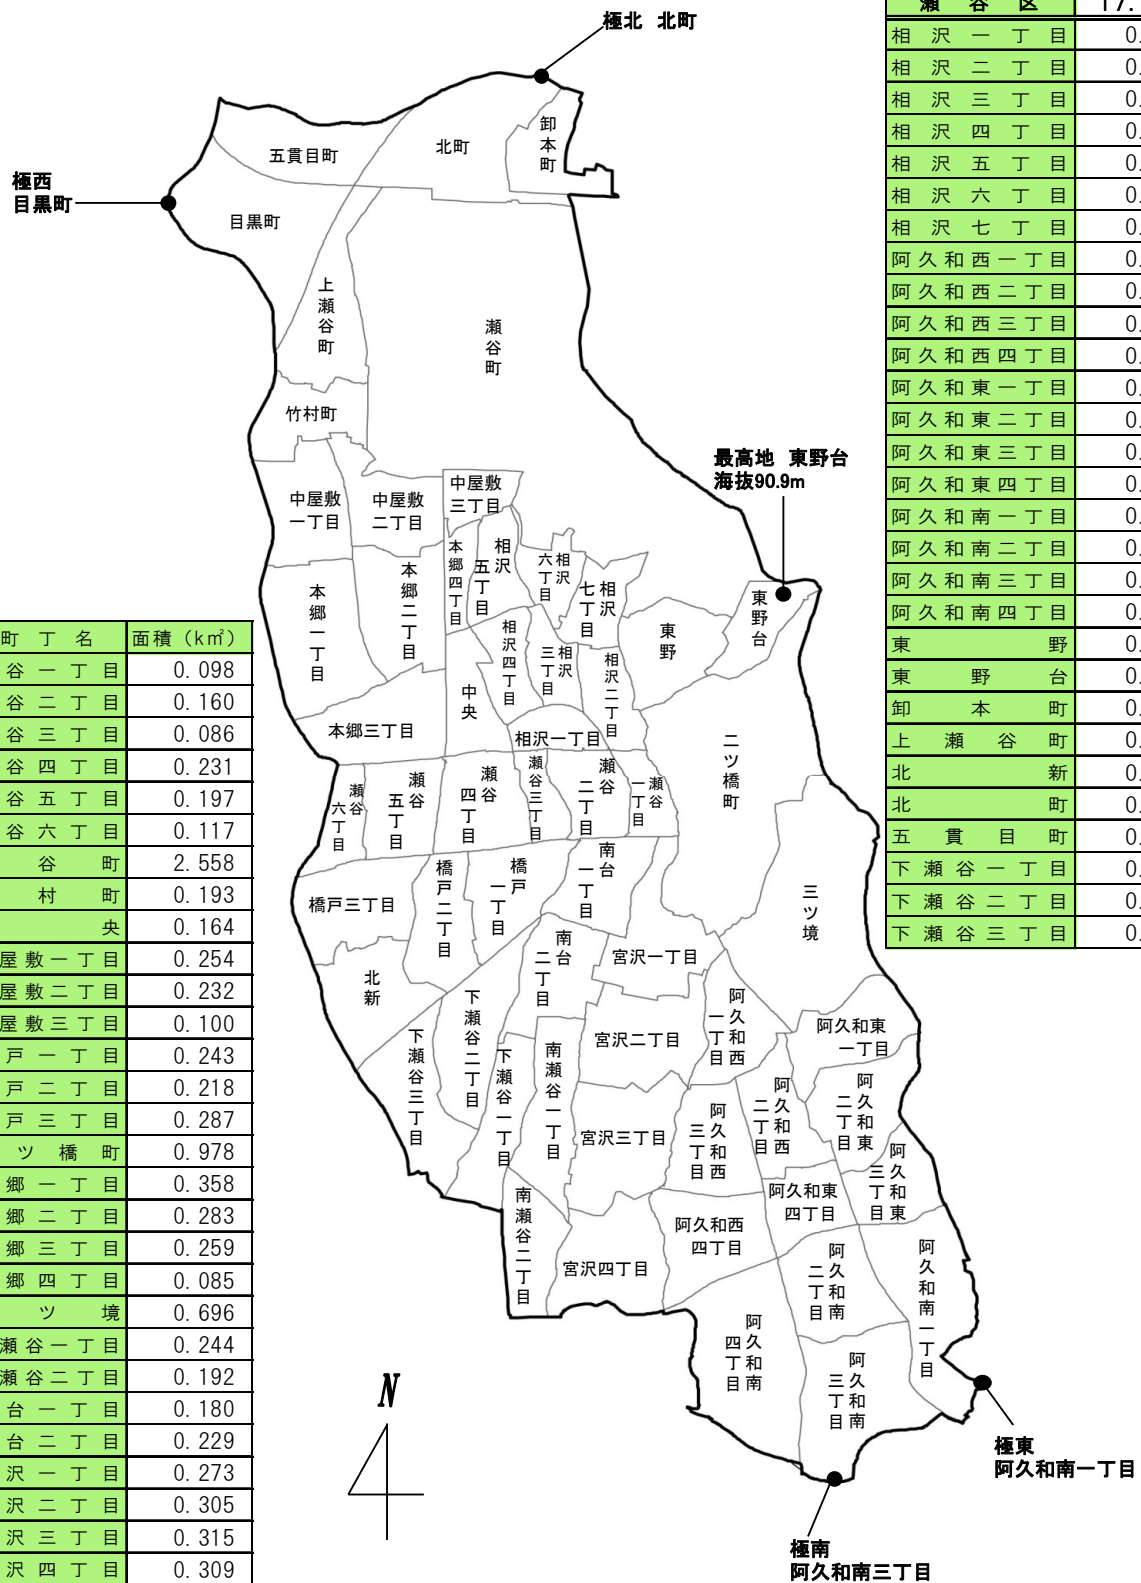 極北 北町
極西
目黒町
五貫目町
北町
卸本町
目黒町
上瀬谷町
瀬谷町
竹村町
最高地 東野台
海抜90.9m
中屋敷
一丁目
中屋敷
二丁目
中屋敷
三丁目
本郷一丁目
本郷二丁目
本郷四丁目
相沢
五丁目
相沢
六丁目
相沢
七丁目
東野
東野台
相沢四丁目
相沢
三丁目
相沢二丁目
中央
本郷三丁目
相沢一丁目
二ツ橋町
瀬谷
六丁目
瀬谷
五丁目
瀬谷
四丁目
瀬谷三丁目
瀬谷
二丁目
瀬谷
一丁目
橋戸三丁目
橋戸二丁目
橋戸
一丁目
南台
一丁目
三ツ境
北新
南台
二丁目
宮沢一丁目
下瀬谷三丁目
下瀬谷二丁目
下瀬谷一丁目
南瀬谷一丁目
宮沢二丁目
阿久和西
一丁目
阿久和東
一丁目
阿久和西
二丁目
阿久和東
二丁目
宮沢三丁目
阿久和西
三丁目
阿久和東
三丁目
阿久和東
四丁目
南瀬谷二丁目
阿久和西
四丁目
宮沢四丁目
阿久和南
二丁目
阿久和南一丁目
阿久和南
四丁目
阿久和南
三丁目
N
極東
阿久和南一丁目
極南
阿久和南三丁目
瀬谷区 17.
相沢一丁目 0.
相沢二丁目 0.
相沢三丁目 0.
相沢四丁目 0.
相沢五丁目 0.
相沢六丁目 0.
相沢七丁目 0.
阿久和西一丁目 0.
阿久和西二丁目 0.
阿久和西三丁目 0.
阿久和西四丁目 0.
阿久和東一丁目 0.
阿久和東二丁目 0.
阿久和東三丁目 0.
阿久和東四丁目 0.
阿久和南一丁目 0.
阿久和南二丁目 0.
阿久和南三丁目 0.
阿久和南四丁目 0.
東野 0.
東野台 0.
卸本町 0.
上瀬谷町 0.
北新 0.
北町 0.
五貫目町 0.
下瀬谷一丁目 0.
下瀬谷二丁目 0.
下瀬谷三丁目 0.
町丁名 面積（k㎡）
谷一丁目 0.098
谷二丁目 0.160
谷三丁目 0.086
谷四丁目 0.231
谷五丁目 0.197
谷六丁目 0.117
谷町 2.558
村町 0.193
央 0.164
屋敷一丁目 0.254
屋敷二丁目 0.232
屋敷三丁目 0.100
戸一丁目 0.243
戸二丁目 0.218
戸三丁目 0.287
ツ橋町 0.978
郷一丁目 0.358
郷二丁目 0.283
郷三丁目 0.259
郷四丁目 0.085
ツ境 0.696
瀬谷一丁目 0.244
瀬谷二丁目 0.192
台一丁目 0.180
台二丁目 0.229
沢一丁目 0.273
沢二丁目 0.305
沢三丁目 0.315
沢四丁目 0.309